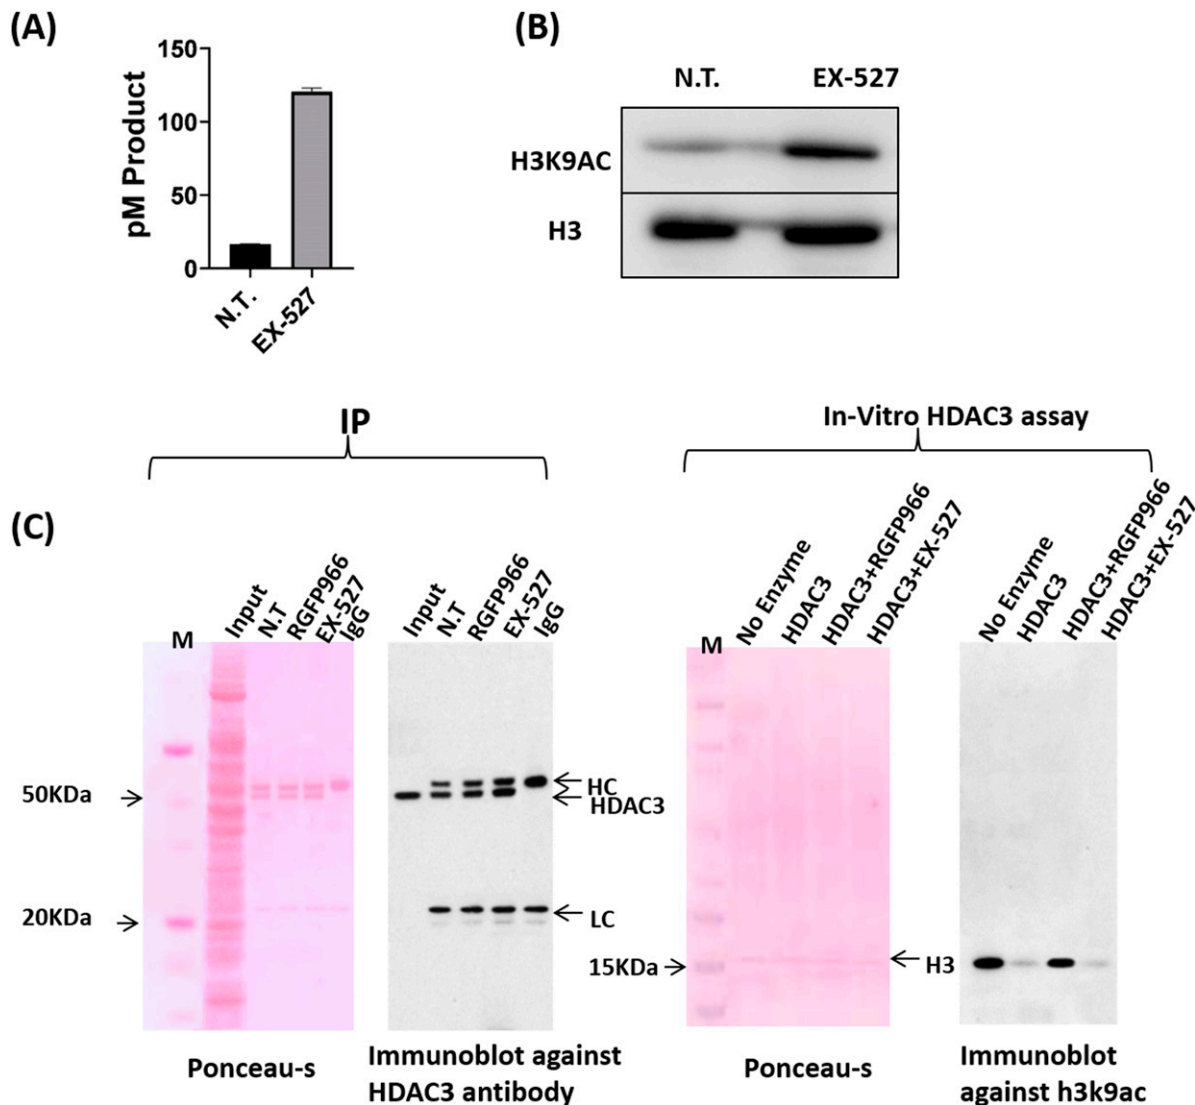 (A)
150
100
50
0
pM Product
N.T.
EX-527
(B)
N.T. EX-527
H3K9AC
H3
(C)
IP
M
Input
N.T
RGFP966
EX-527
IgG
Input
N.T
RGFP966
EX-527
IgG
50KDa
20KDa
HC
HDAC3
LC
Ponceau-s
Immunoblot against
HDAC3 antibody
In-Vitro HDAC3 assay
M
No Enzyme
HDAC3
HDAC3+RGFP966
HDAC3+EX-527
No Enzyme
HDAC3
HDAC3+RGFP966
HDAC3+EX-527
15KDa
H3
Ponceau-s
Immunoblot
against h3k9ac